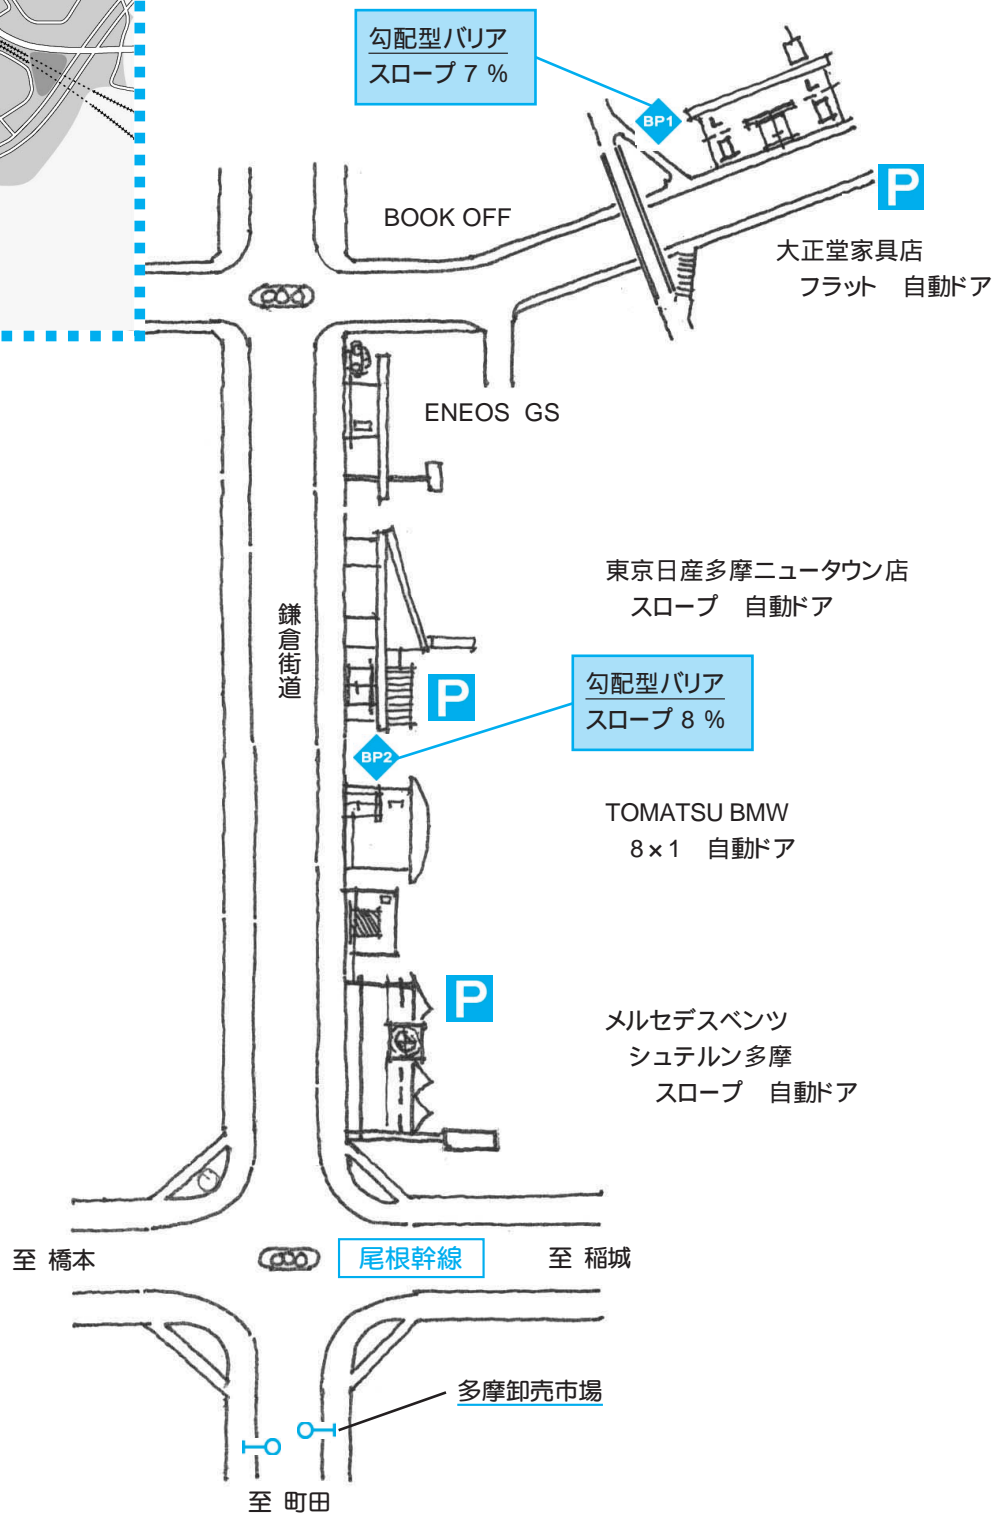 勾配型バリア
スロープ 7 %
BP1
P
BOOK OFF
大正堂家具店
フラット　自動ドア
ENEOS GS
東京日産多摩ニュータウン店
スロープ　自動ドア
鎌倉街道
P
勾配型バリア
スロープ 8 %
BP2
TOMATSU BMW
8×1　自動ドア
P
メルセデスベンツ
シュテルン多摩
スロープ　自動ドア
至 橋本
尾根幹線
至 稲城
多摩卸売市場
至 町田